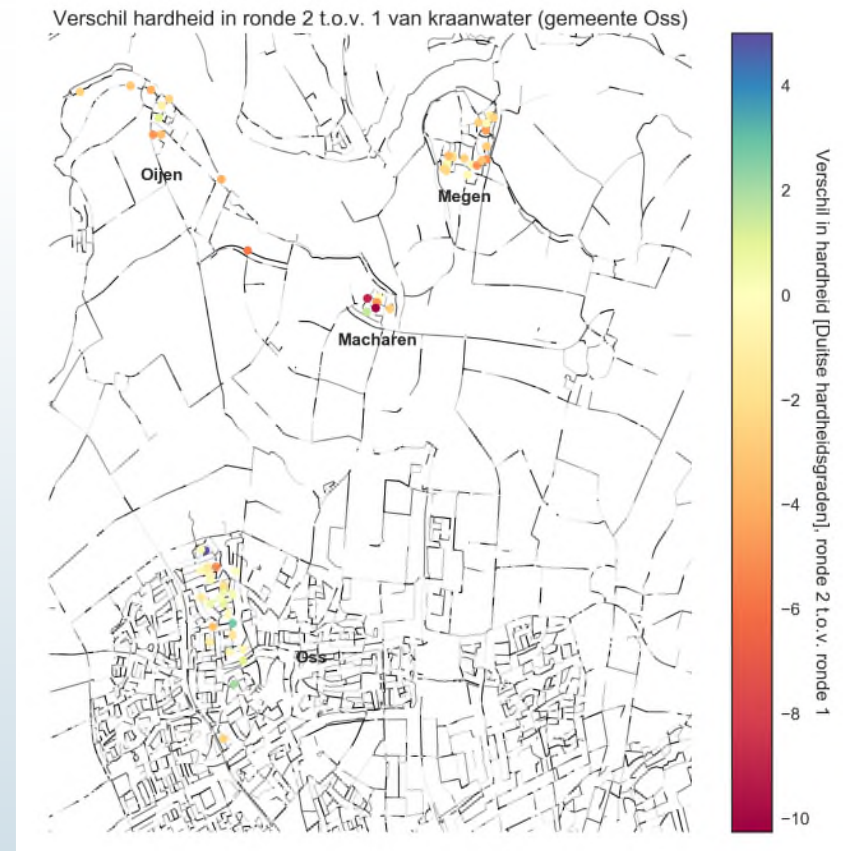 Verschil hardheid in ronde 2 t.o.v. 1 van kraanwater (gemeente Oss)
Oijen
Megen
Macharen
Oss
4
2
0
−2
−4
−6
−8
−10
Verschil in hardheid [Duitse hardheidsgraden], ronde 2 t.o.v. ronde 1